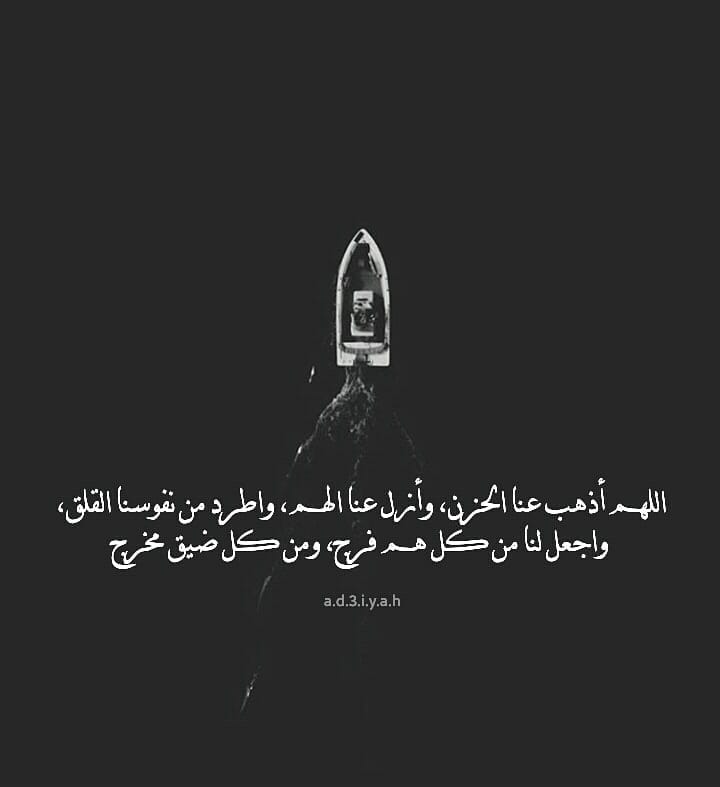 اللهم أذهب عنا الحزن، وأنزل عنا الهم، واطرد من نفوسنا القلق،
واجعل لنا من كل هم فرج، ومن كل ضيق مخرج
a.d.3.i.y.a.h